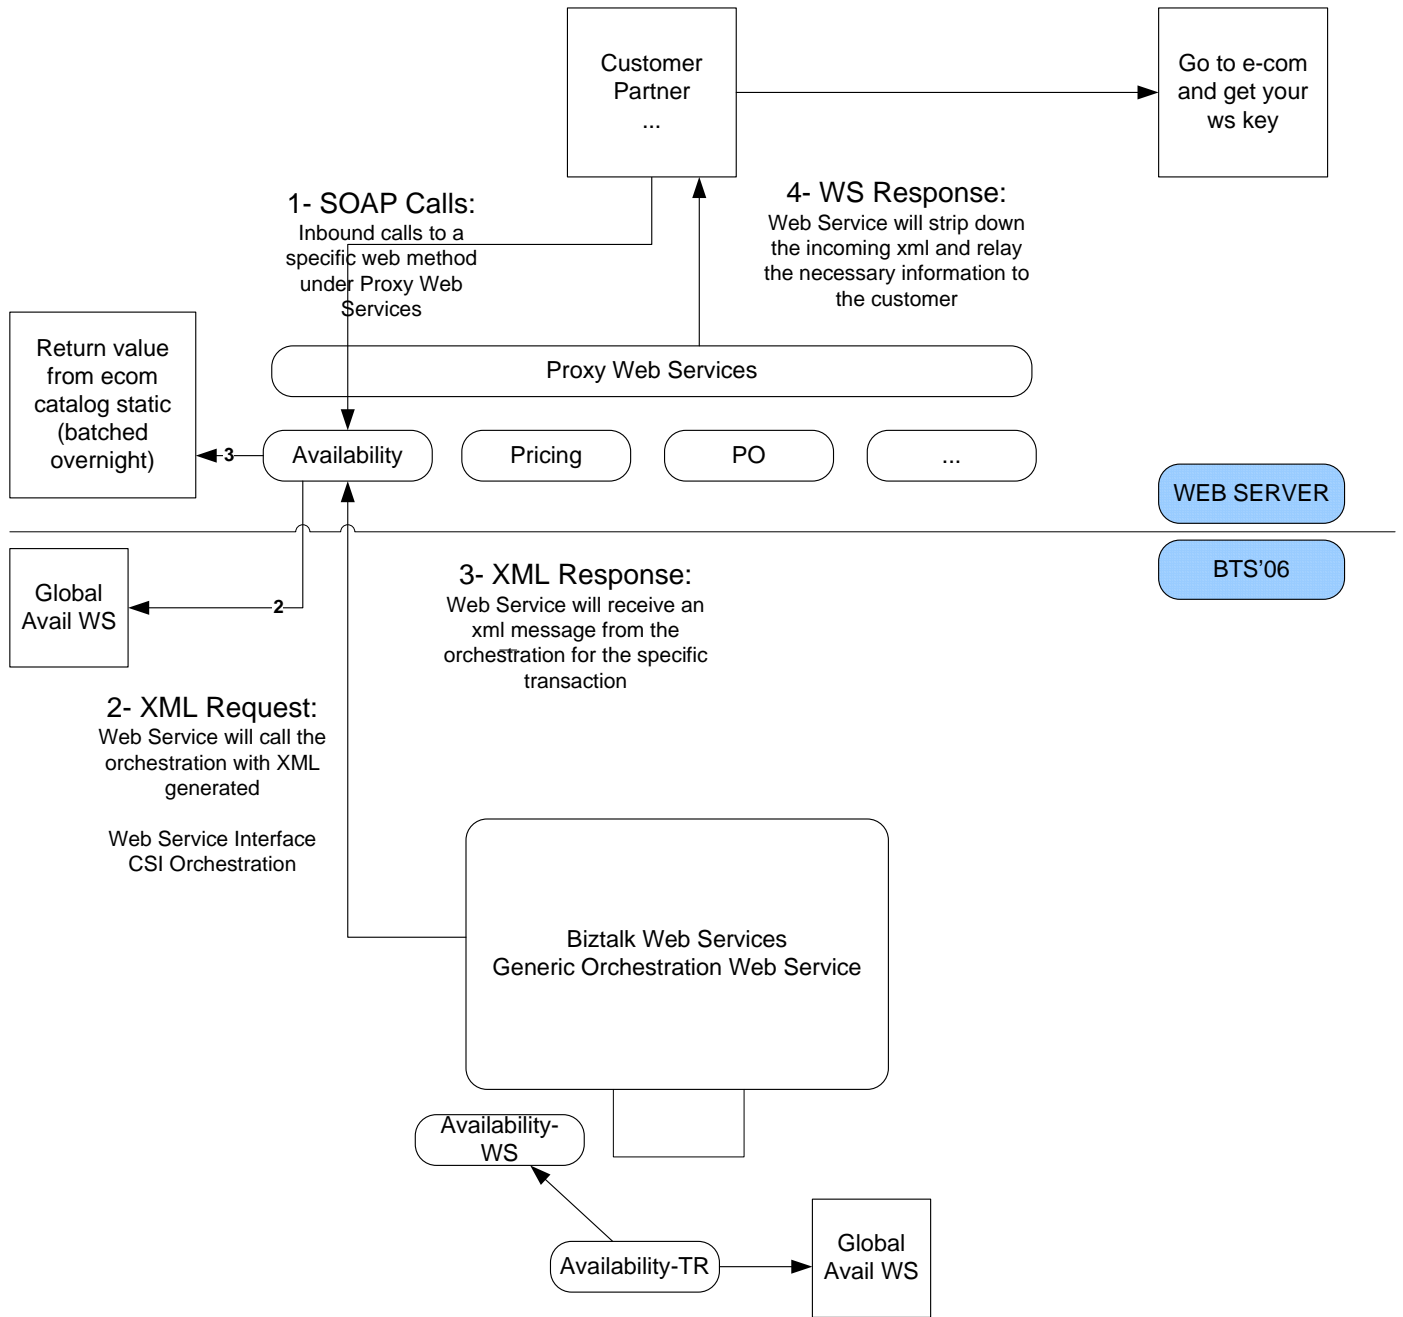 Customer
Partner
...
Go to e-com
and get your
ws key
1- SOAP Calls:
Inbound calls to a
specific web method
under Proxy Web
Services
4- WS Response:
Web Service will strip down
the incoming xml and relay
the necessary information to
the customer
Return value
from ecom
catalog static
(batched
overnight)
Proxy Web Services
3
Availability
Pricing
PO
...
WEB SERVER
BTS'06
Global
Avail WS
2
3- XML Response:
Web Service will receive an
xml message from the
orchestration for the specific
transaction
2- XML Request:
Web Service will call the
orchestration with XML
generated
Web Service Interface
CSI Orchestration
Biztalk Web Services
Generic Orchestration Web Service
Availability-
WS
Availability-TR
Global
Avail WS